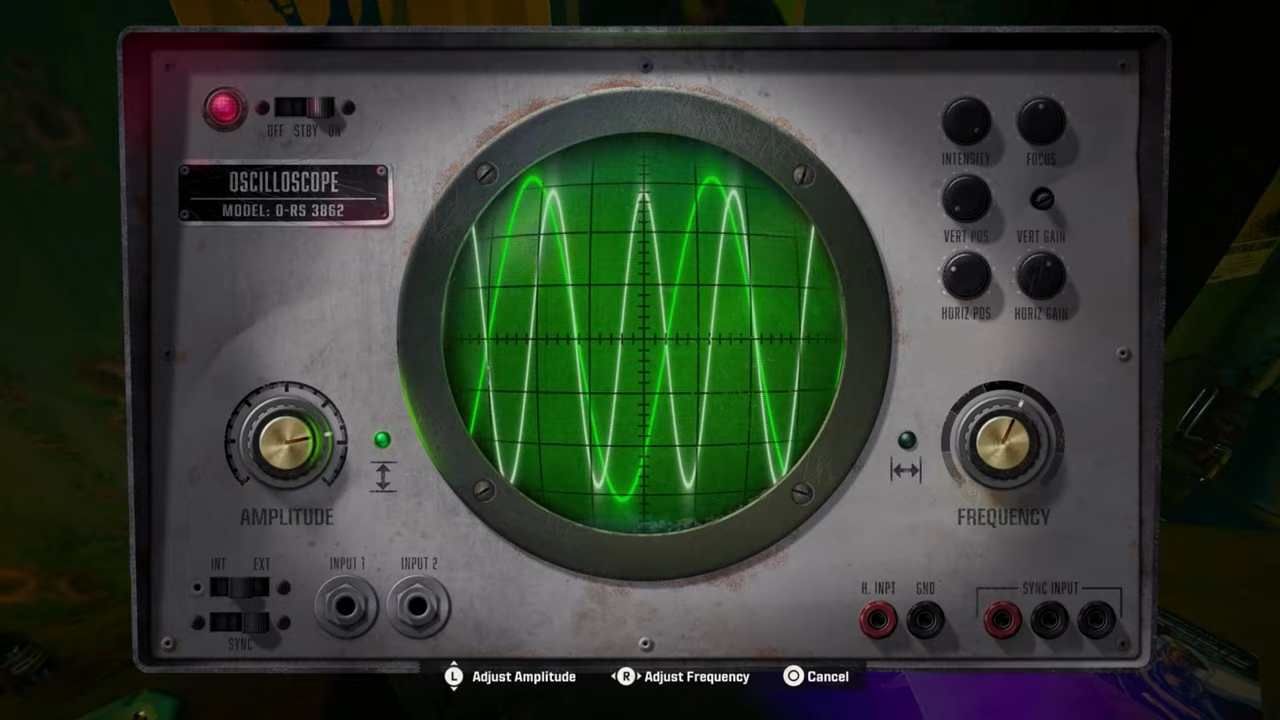 OFF STBY ON
OSCILLOSCOPE
MODEL: O-RS 3862
INTENSITY
FOCUS
VERT POS
VERT GAIN
HORIZ POS
HORIZ GAIN
AMPLITUDE
FREQUENCY
INT
EXT
SYNC
INPUT 1
INPUT 2
H. INPT
GND
SYNC INPUT
L Adjust Amplitude
R Adjust Frequency
Cancel